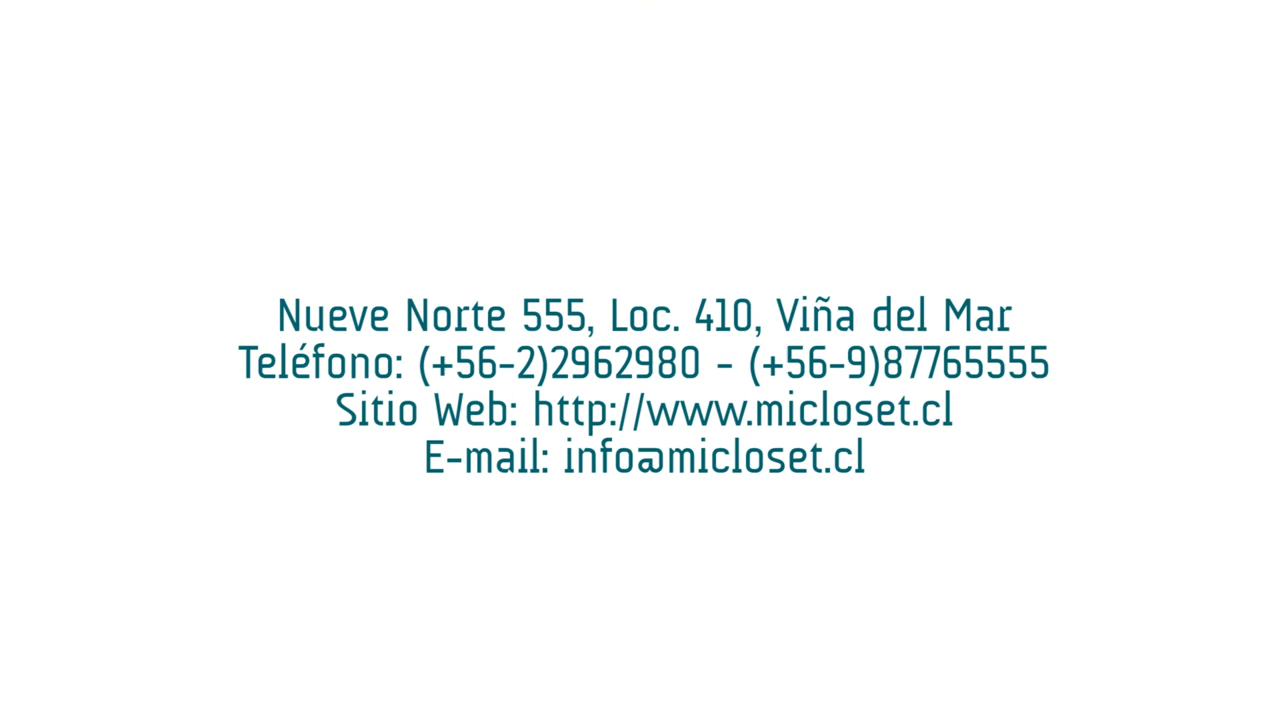 Nueve Norte 555, Loc. 410, Viña del Mar
Teléfono: (+56-2)2962980 - (+56-9)87765555
Sitio Web: http://www.micloset.cl
E-mail: info@micloset.cl